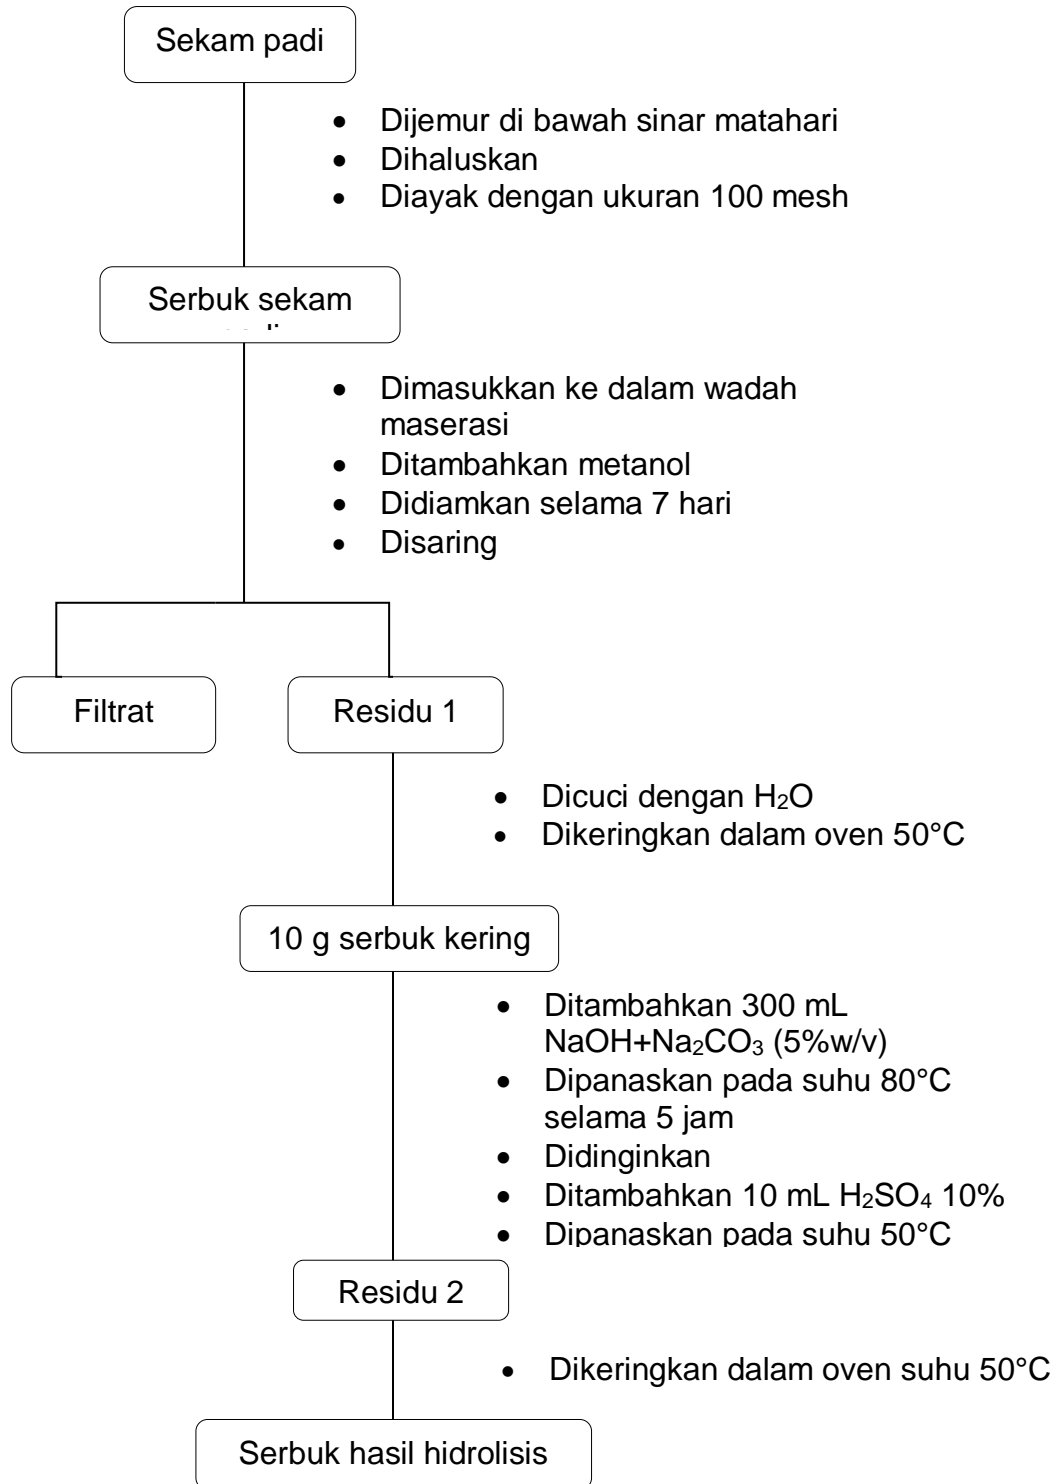 Sekam padi
• Dijemur di bawah sinar matahari
• Dihaluskan
• Diayak dengan ukuran 100 mesh
Serbuk sekam
• Dimasukkan ke dalam wadah
maserasi
• Ditambahkan metanol
• Didiamkan selama 7 hari
• Disaring
Filtrat
Residu 1
• Dicuci dengan H₂O
• Dikeringkan dalam oven 50°C
10 g serbuk kering
• Ditambahkan 300 mL
NaOH+Na₂CO₃ (5%w/v)
• Dipanaskan pada suhu 80°C
selama 5 jam
• Didinginkan
• Ditambahkan 10 mL H₂SO₄ 10%
• Dipanaskan pada suhu 50°C
Residu 2
• Dikeringkan dalam oven suhu 50°C
Serbuk hasil hidrolisis